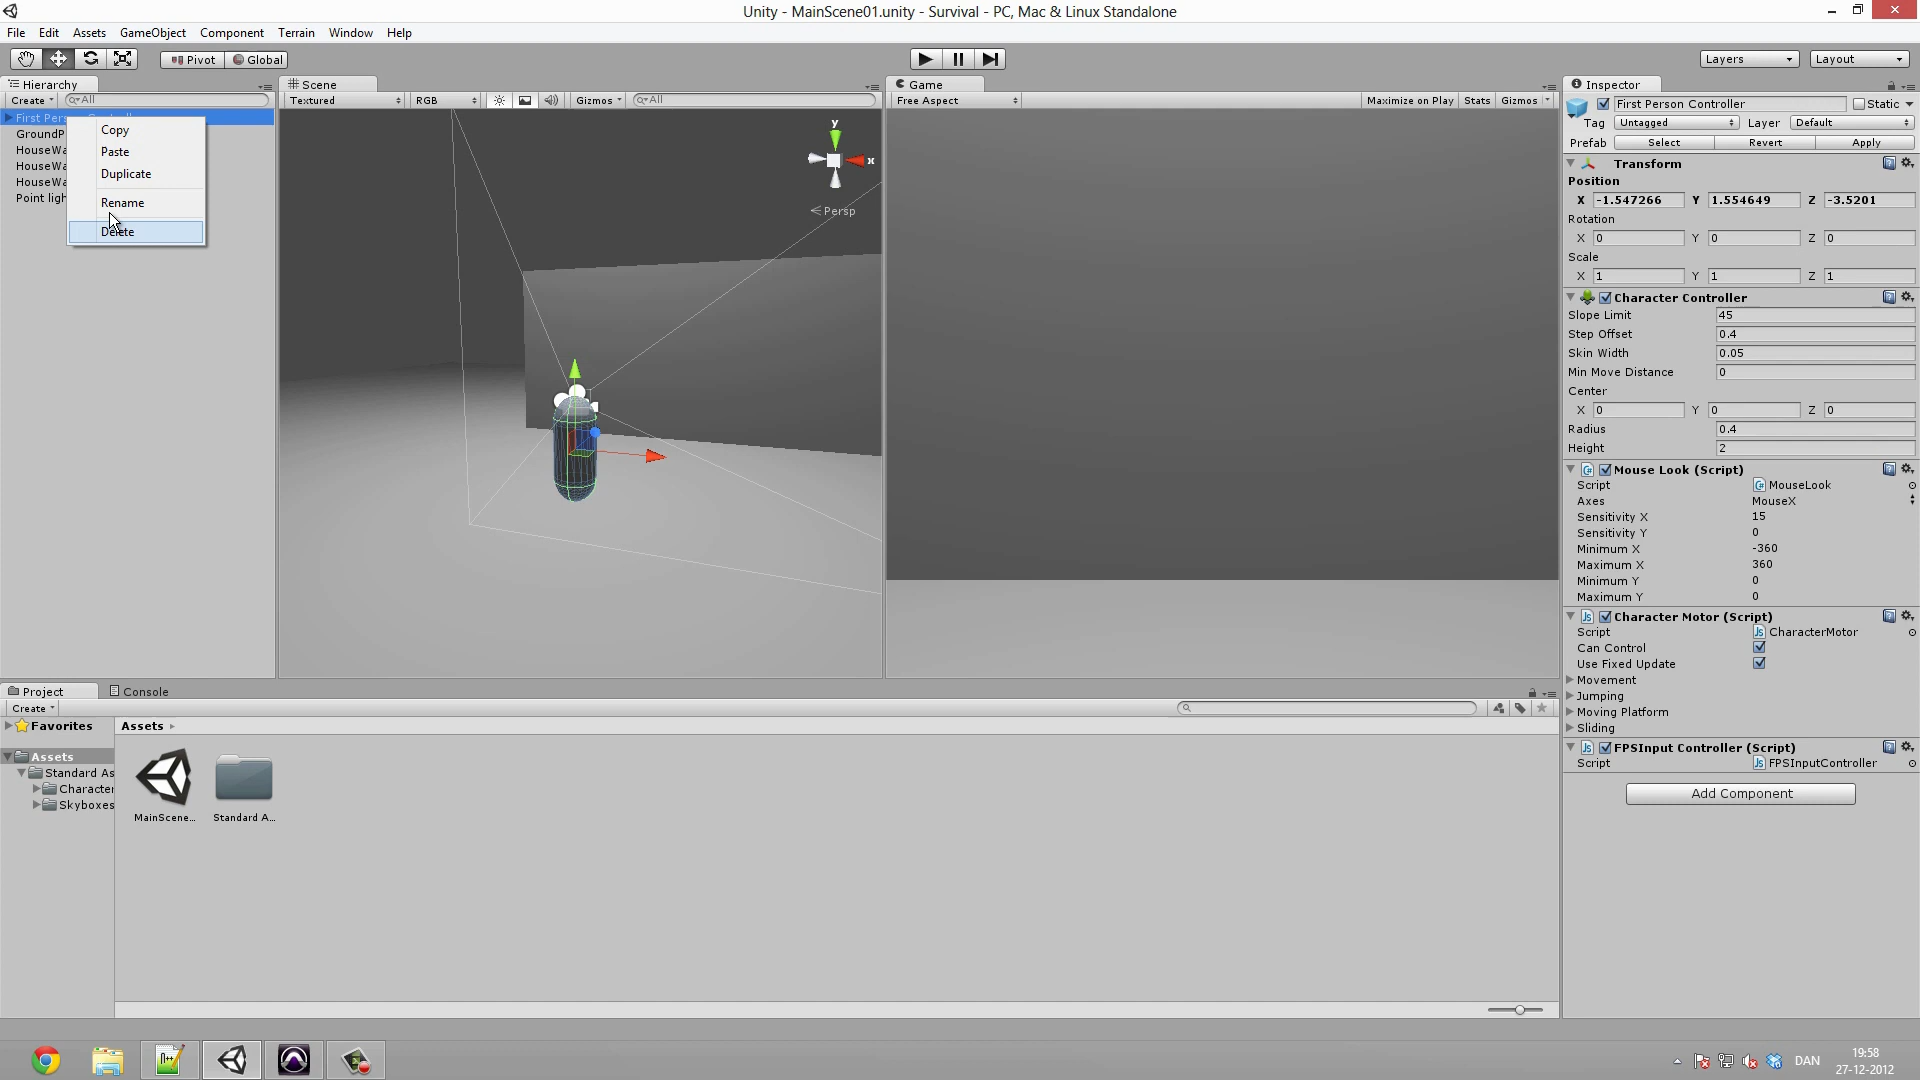 Unity - MainScene01.unity - Survival - PC, Mac & Linux Standalone
File Edit Assets GameObject Component Terrain Window Help
Pivot Global
Layers Layout
Hierarchy
Create All
First Pers
GroundP
HouseWa
HouseWa
HouseWa
Point ligh
Copy
Paste
Duplicate
Rename
Delete
Scene
Textured RGB Gizmos All
y
x
Persp
Game
Free Aspect Maximize on Play Stats Gizmos
Inspector
First Person Controller Static
Tag Untagged Layer Default
Prefab Select Revert Apply
Transform
Position
X -1.547266 Y 1.554649 Z -3.5201
Rotation
X 0 Y 0 Z 0
Scale
X 1 Y 1 Z 1
Character Controller
Slope Limit 45
Step Offset 0.4
Skin Width 0.05
Min Move Distance 0
Center
X 0 Y 0 Z 0
Radius 0.4
Height 2
Mouse Look (Script)
Script MouseLook
Axes MouseX
Sensitivity X 15
Sensitivity Y 0
Minimum X -360
Maximum X 360
Minimum Y 0
Maximum Y 0
Character Motor (Script)
Script CharacterMotor
Can Control
Use Fixed Update
Movement
Jumping
Moving Platform
Sliding
FPSInput Controller (Script)
Script FPSInputController
Add Component
Project Console
Create
Favorites
Assets
Standard As
Character
Skyboxes
Assets
MainScene... Standard A...
DAN
19:58
27-12-2012